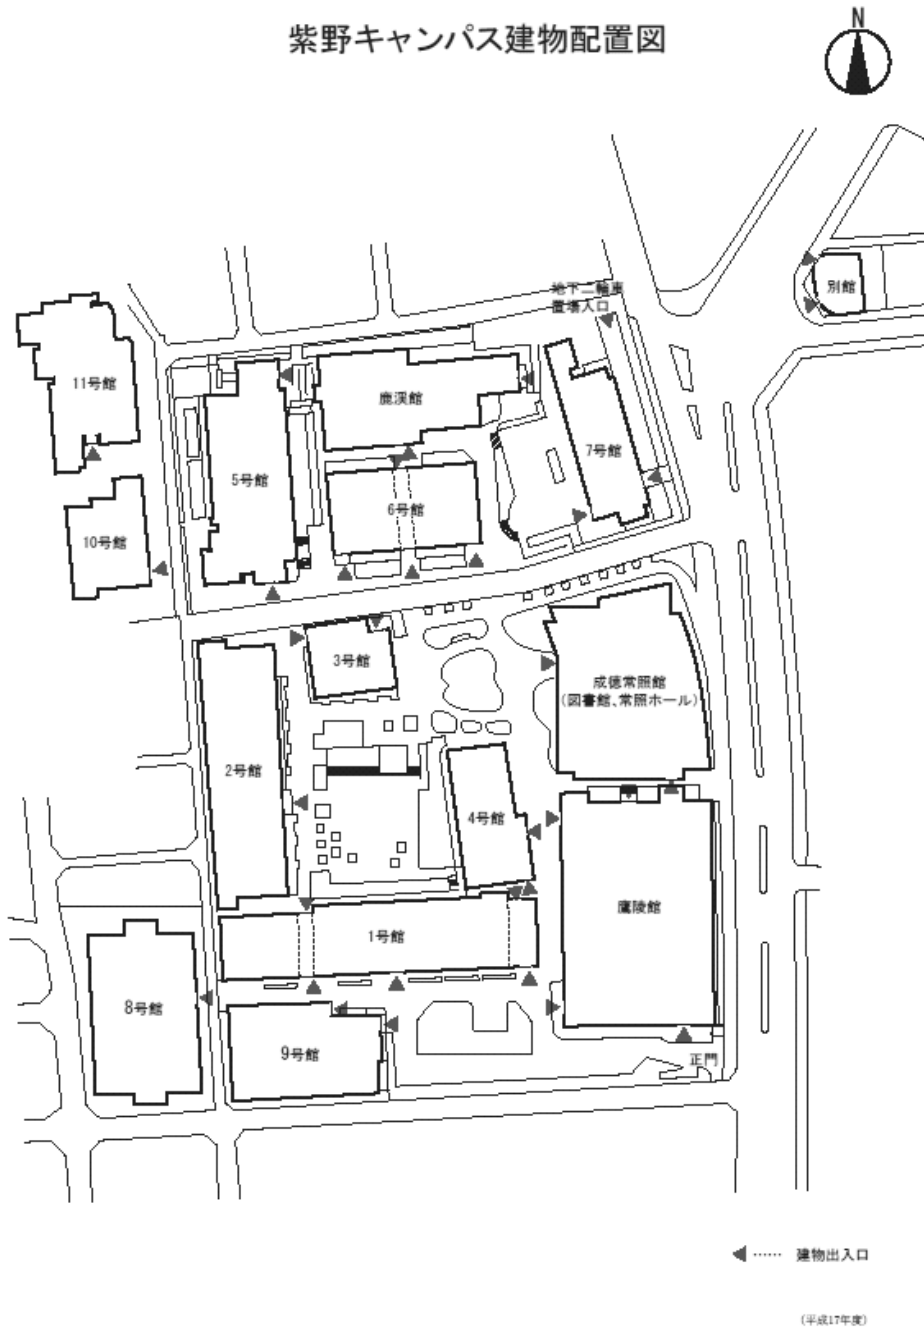 紫野キャンパス建物配置図
N
別館
地下二輪車
置場入口
11号館
鹿渓館
7号館
5号館
6号館
10号館
3号館
成徳常照館
(図書館、常照ホール)
2号館
4号館
鷹陵館
1号館
8号館
9号館
正門
◀ …… 建物出入口
(平成17年度)